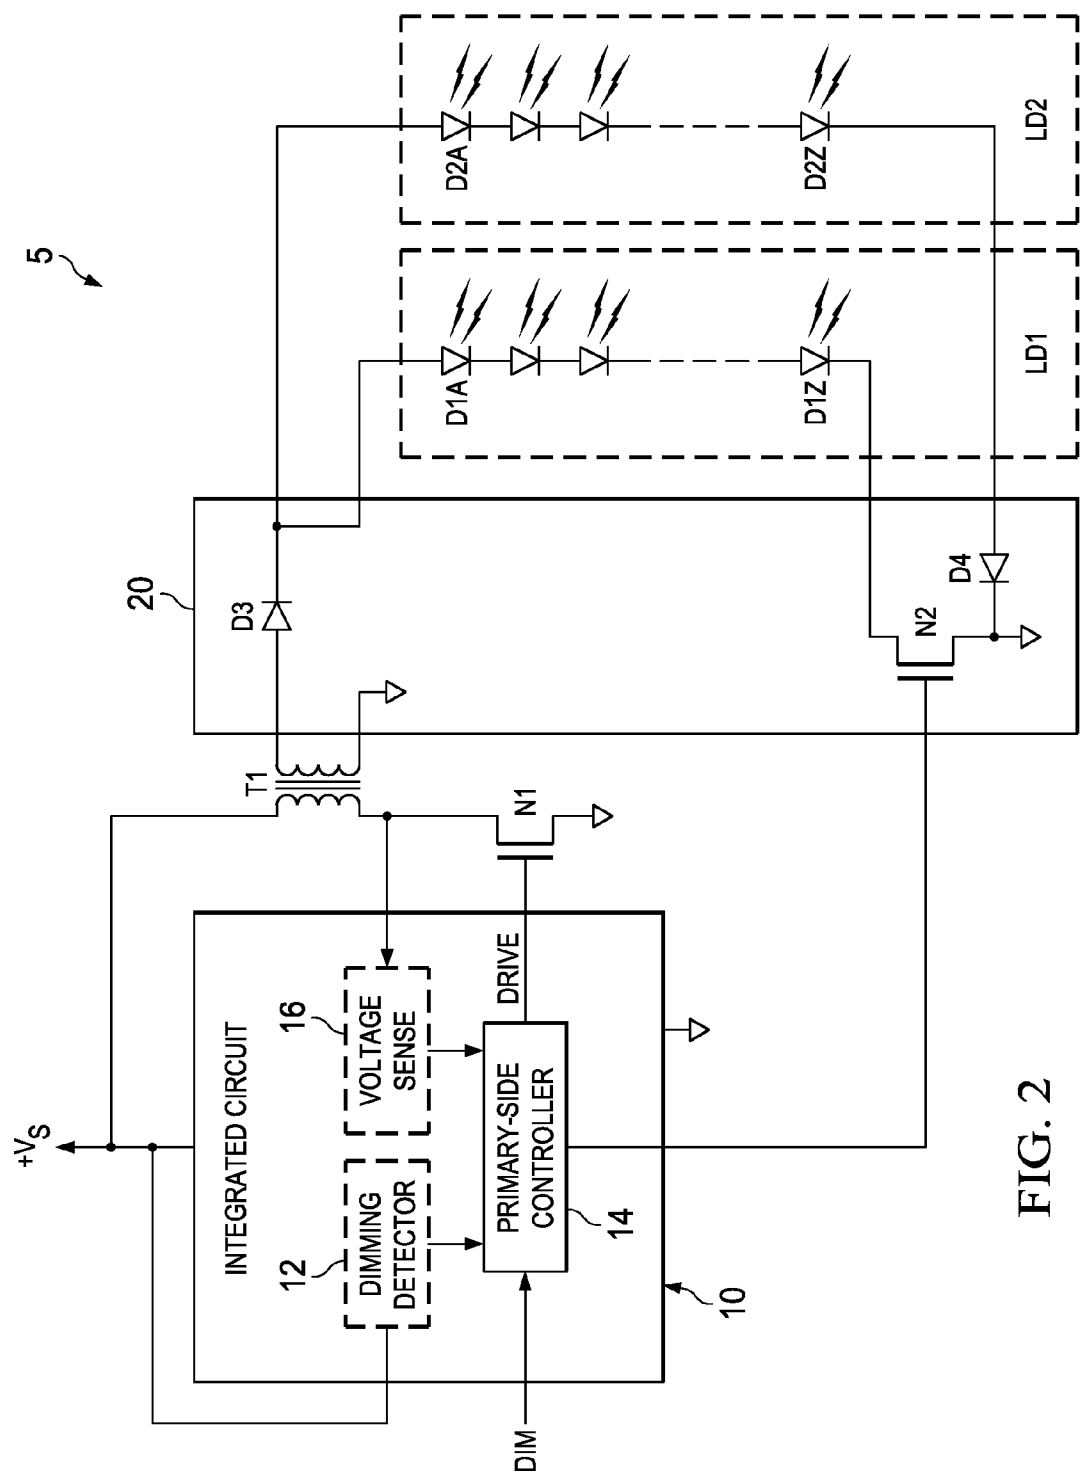 5
+VS
INTEGRATED CIRCUIT
12
DIMMING
DETECTOR
16
VOLTAGE
SENSE
PRIMARY-SIDE
CONTROLLER
14
DRIVE
DIM
10
T1
N1
20
D3
N2
D4
D2A
D2Z
LD2
D1A
D1Z
LD1
FIG. 2